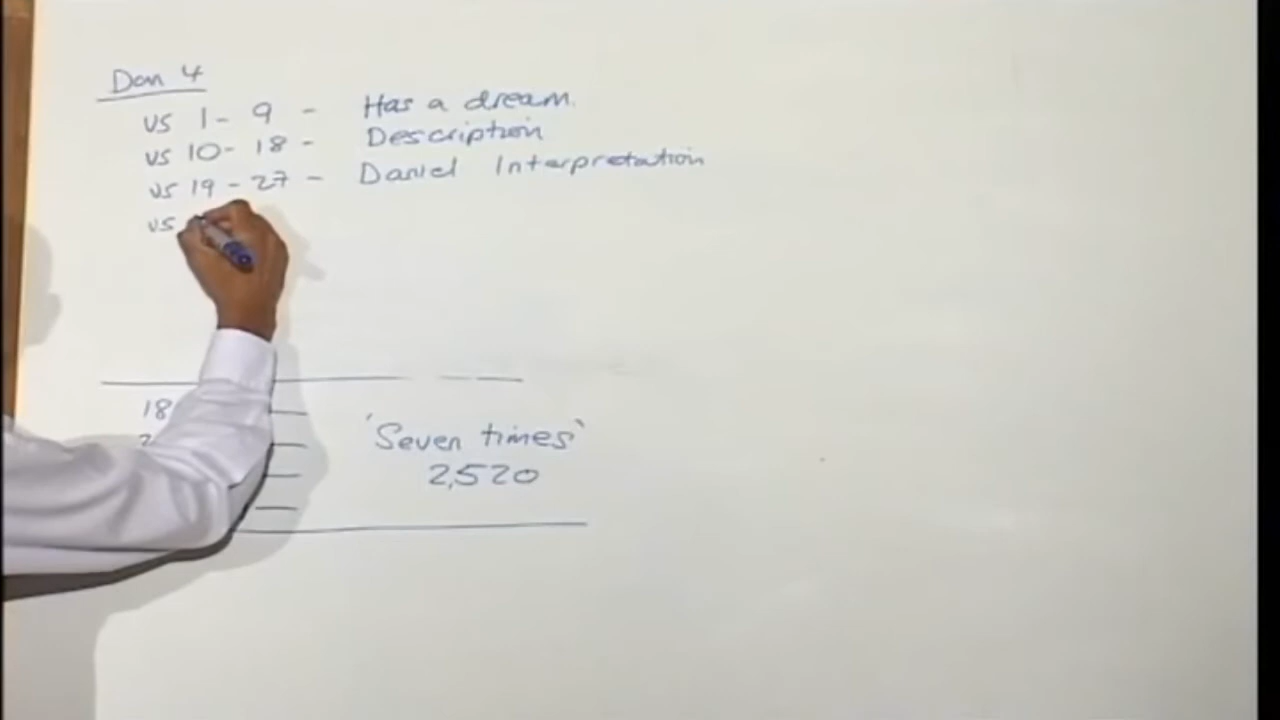 Dan 4
vs 1 - 9 - Has a dream.
vs 10 - 18 - Description
vs 19 - 27 - Daniel Interpretation
vs
18
'Seven times'
2,520